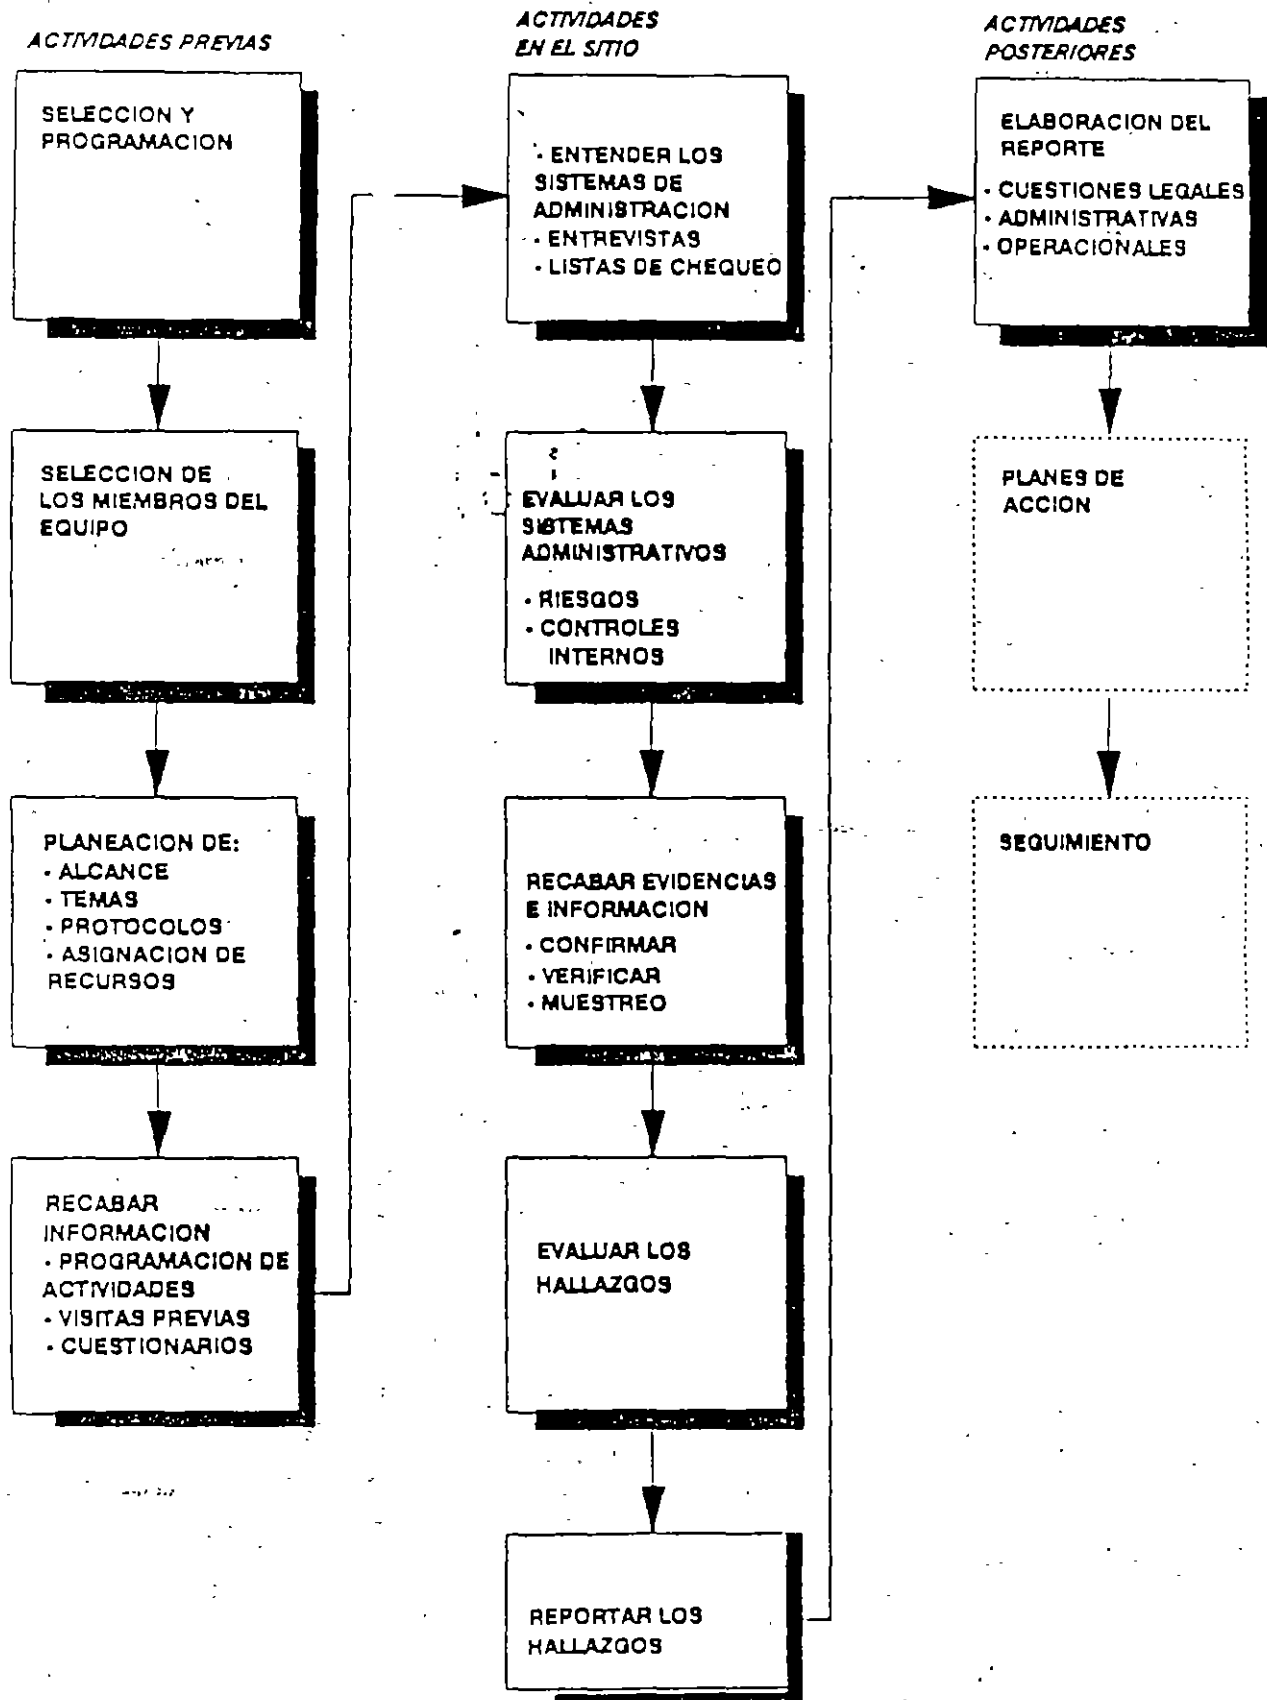 ACTIVIDADES PREVIAS
SELECCION Y
PROGRAMACION
SELECCION DE
LOS MIEMBROS DEL
EQUIPO
PLANEACION DE:
• ALCANCE
• TEMAS
• PROTOCOLOS
• ASIGNACION DE
RECURSOS
RECABAR
INFORMACION
• PROGRAMACION DE
ACTIVIDADES
• VISITAS PREVIAS
• CUESTIONARIOS
ACTIVIDADES
EN EL SITIO
• ENTENDER LOS
SISTEMAS DE
ADMINISTRACION
• ENTREVISTAS
• LISTAS DE CHEQUEO
EVALUAR LOS
SISTEMAS
ADMINISTRATIVOS
• RIESGOS
• CONTROLES
INTERNOS
RECABAR EVIDENCIAS
E INFORMACION
• CONFIRMAR
• VERIFICAR
• MUESTREO
EVALUAR LOS
HALLAZGOS
REPORTAR LOS
HALLAZGOS
ACTIVIDADES
POSTERIORES
ELABORACION DEL
REPORTE
• CUESTIONES LEGALES
• ADMINISTRATIVAS
• OPERACIONALES
PLANES DE
ACCION
SEGUIMIENTO